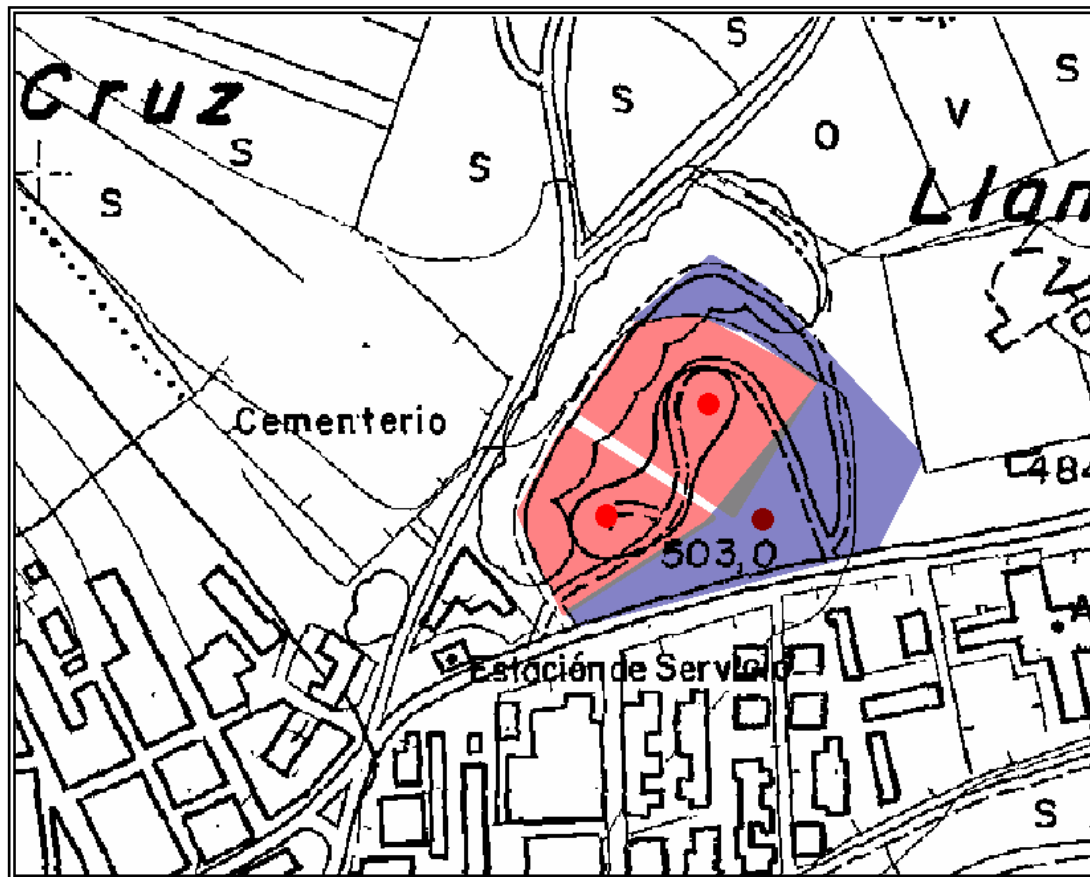 S
Cruz
S
S
V
S
O
S
S
S
Llan
Cementerio
484
503,0
A
Estación de Servicio
S